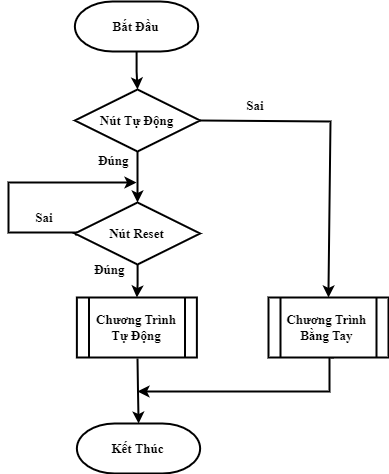 Bắt Đầu
Nút Tự Động
Sai
Đúng
Sai
Nút Reset
Đúng
Chương Trình
Tự Động
Chương Trình
Bằng Tay
Kết Thúc